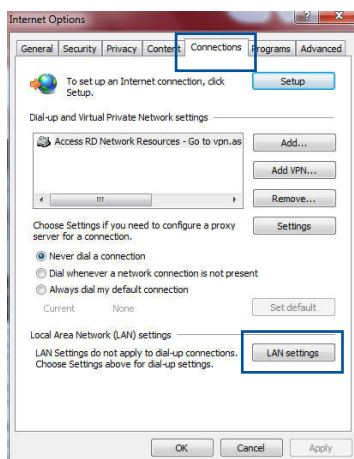 Internet Options
General Security Privacy Content Connections Programs Advanced
To set up an Internet connection, click
Setup.
Setup
Dial-up and Virtual Private Network settings
Access RD Network Resources - Go to vpn.as
Add...
Add VPN...
Remove...
Choose Settings if you need to configure a proxy
server for a connection.
Settings
Never dial a connection
Dial whenever a network connection is not present
Always dial my default connection
Current None
Set default
Local Area Network (LAN) settings
LAN Settings do not apply to dial-up connections.
Choose Settings above for dial-up settings.
LAN settings
OK Cancel Apply